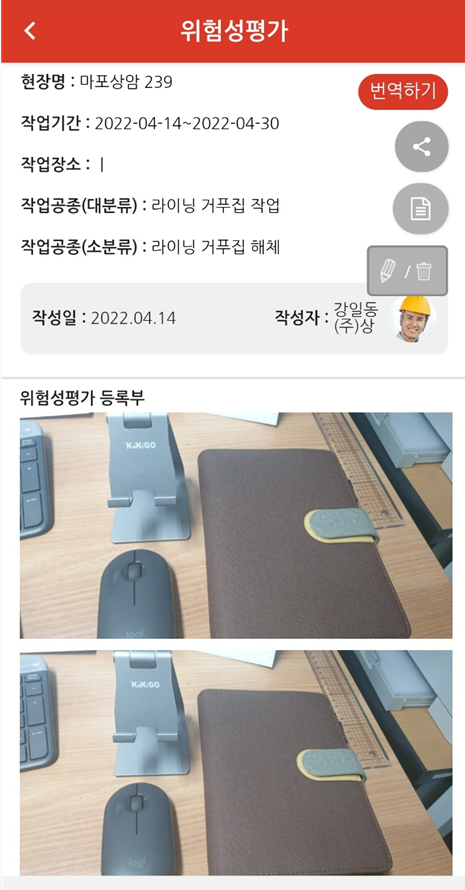 위험성평가
현장명 : 마포상암 239
번역하기
작업기간 : 2022-04-14~2022-04-30
작업장소 : ㅣ
작업공종(대분류) : 라이닝 거푸집 작업
작업공종(소분류) : 라이닝 거푸집 해체
/
작성일 : 2022.04.14
작성자 : 강일동
(주)상
위험성평가 등록부
KAKiGO
logi
KAKiGO
logi